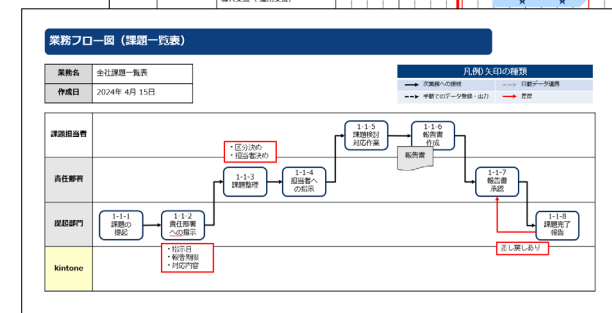 業務フロー図（課題一覧表）
業務名 全社課題一覧表
作成日 2024年 4月 15日
凡例）矢印の種類
次業務への接続 自動データ連携
手動でのデータ登録・出力 差戻
課題担当者
責任部署
提起部門
kintone
1-1-1
課題の
提起
1-1-2
責任部署
への指示
・指示日
・報告期限
・対応内容
・区分決め
・担当者決め
1-1-3
課題整理
1-1-4
担当者へ
の指示
1-1-5
課題検討
対応作業
1-1-6
報告書
作成
報告書
1-1-7
報告書
承認
1-1-8
課題完了
報告
差し戻しあり